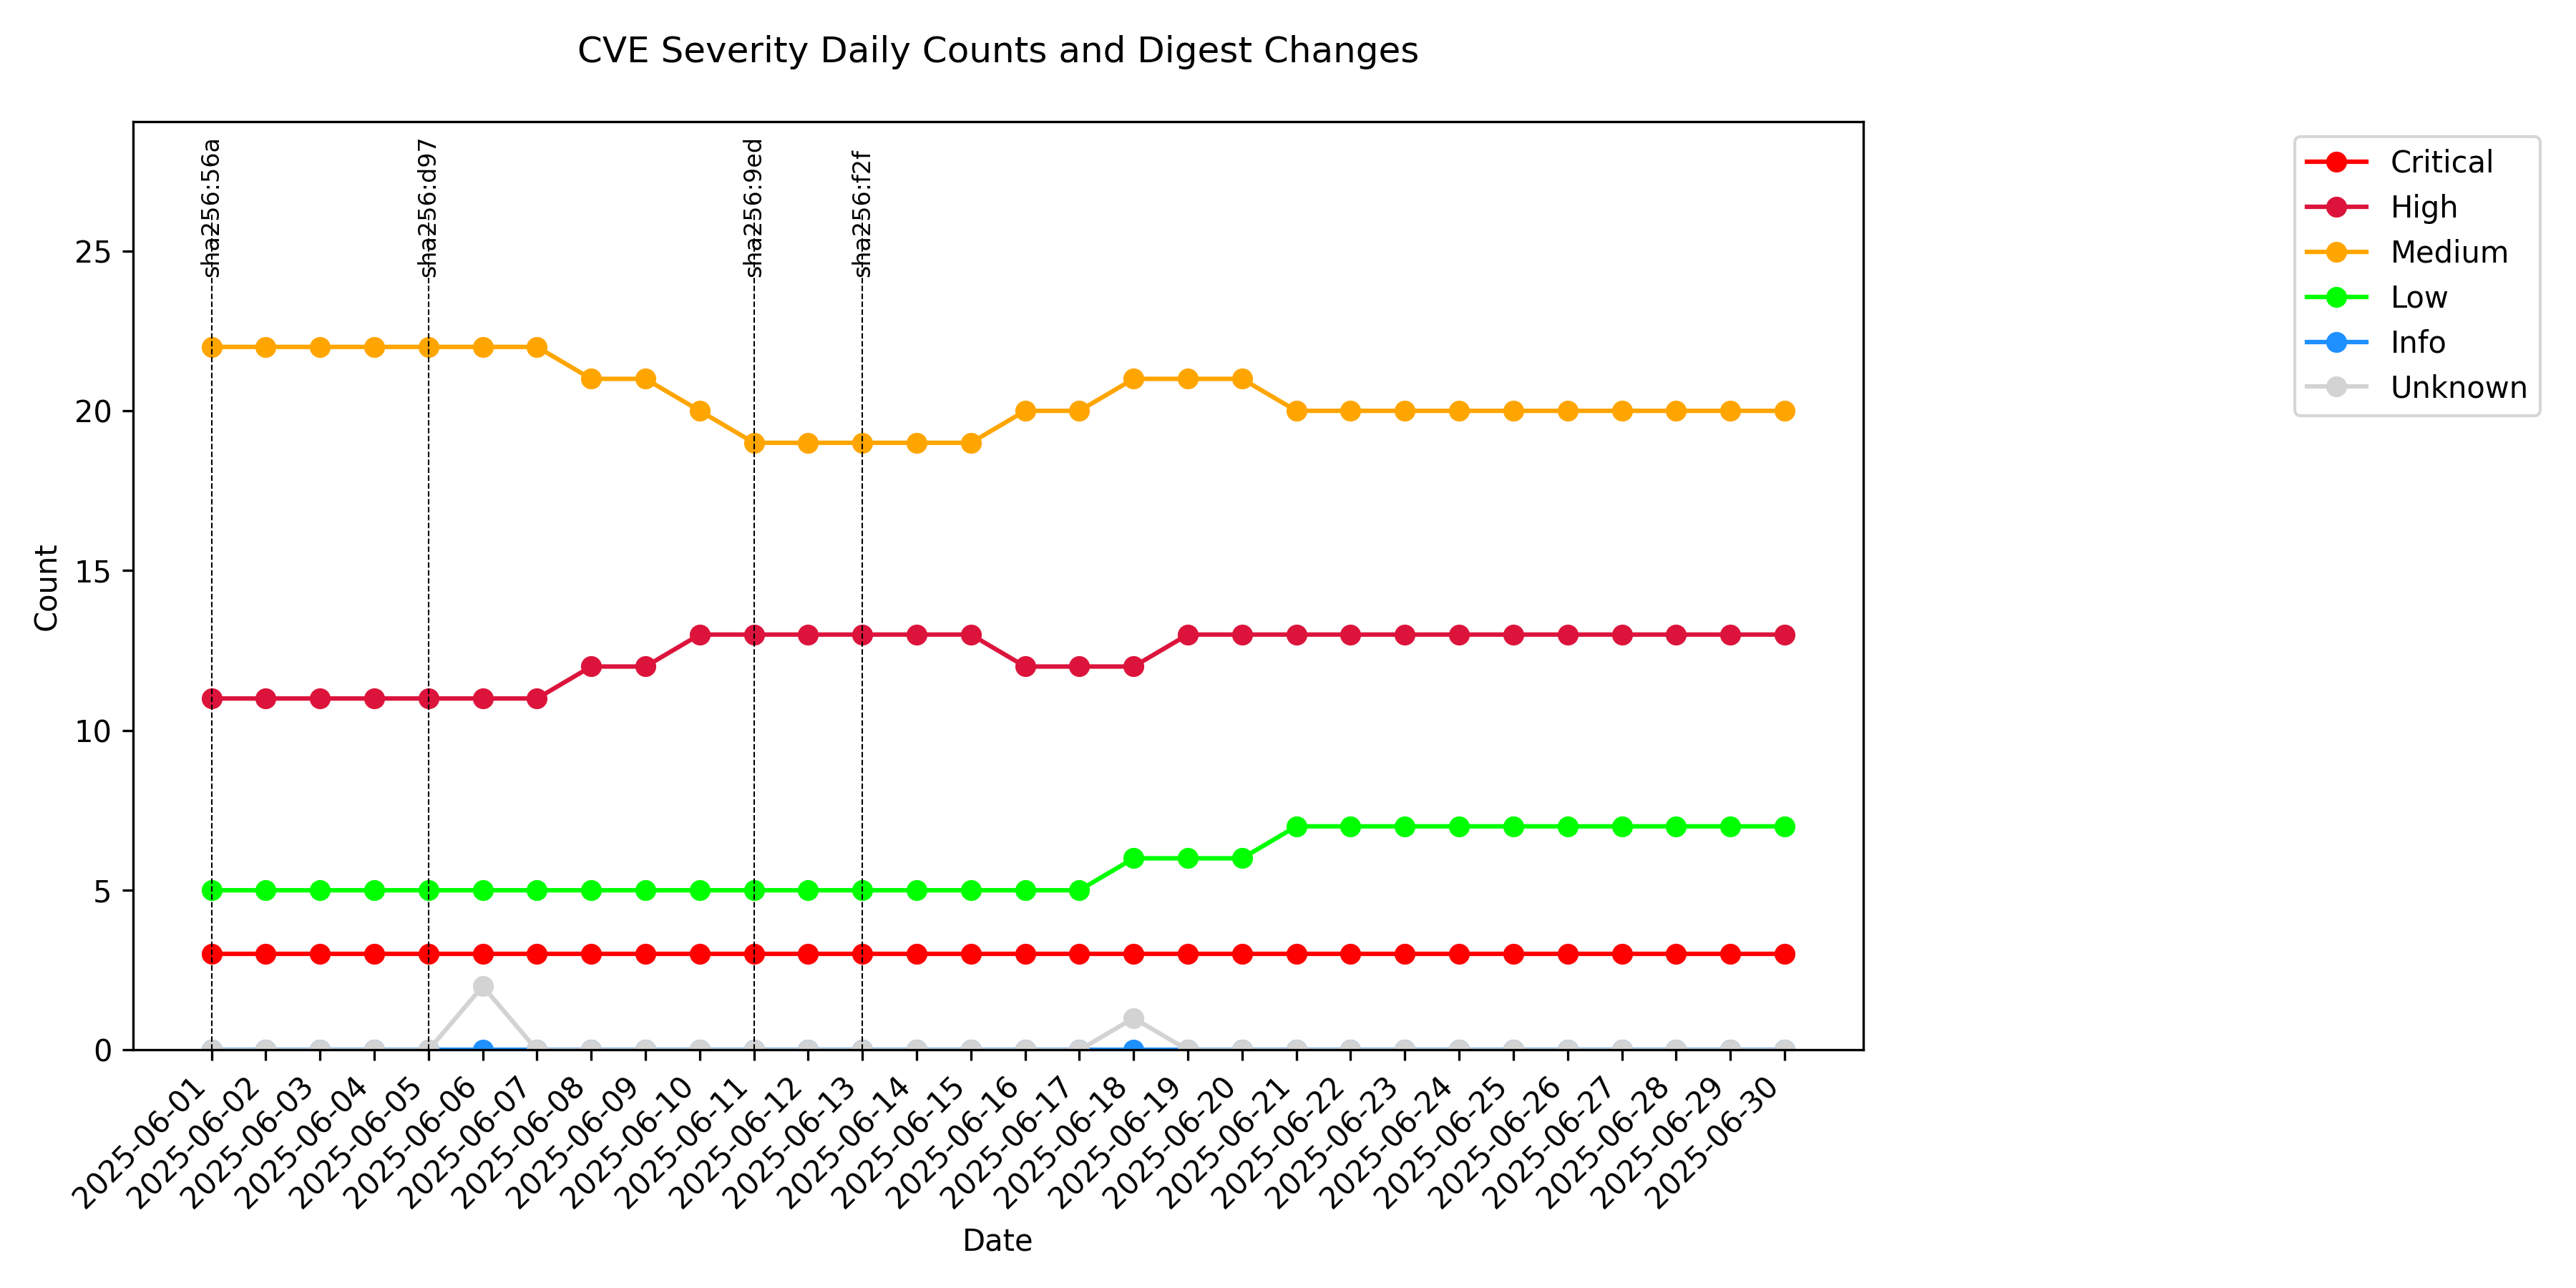 CVE Severity Daily Counts and Digest Changes
sha256:56a
sha256:d97
sha256:9ed
sha256:f2f
Critical
High
Medium
Low
Info
Unknown
Count
25
20
15
10
5
0
2025-06-01
2025-06-02
2025-06-03
2025-06-04
2025-06-05
2025-06-06
2025-06-07
2025-06-08
2025-06-09
2025-06-10
2025-06-11
2025-06-12
2025-06-13
2025-06-14
2025-06-15
2025-06-16
2025-06-17
2025-06-18
2025-06-19
2025-06-20
2025-06-21
2025-06-22
2025-06-23
2025-06-24
2025-06-25
2025-06-26
2025-06-27
2025-06-28
2025-06-29
2025-06-30
Date